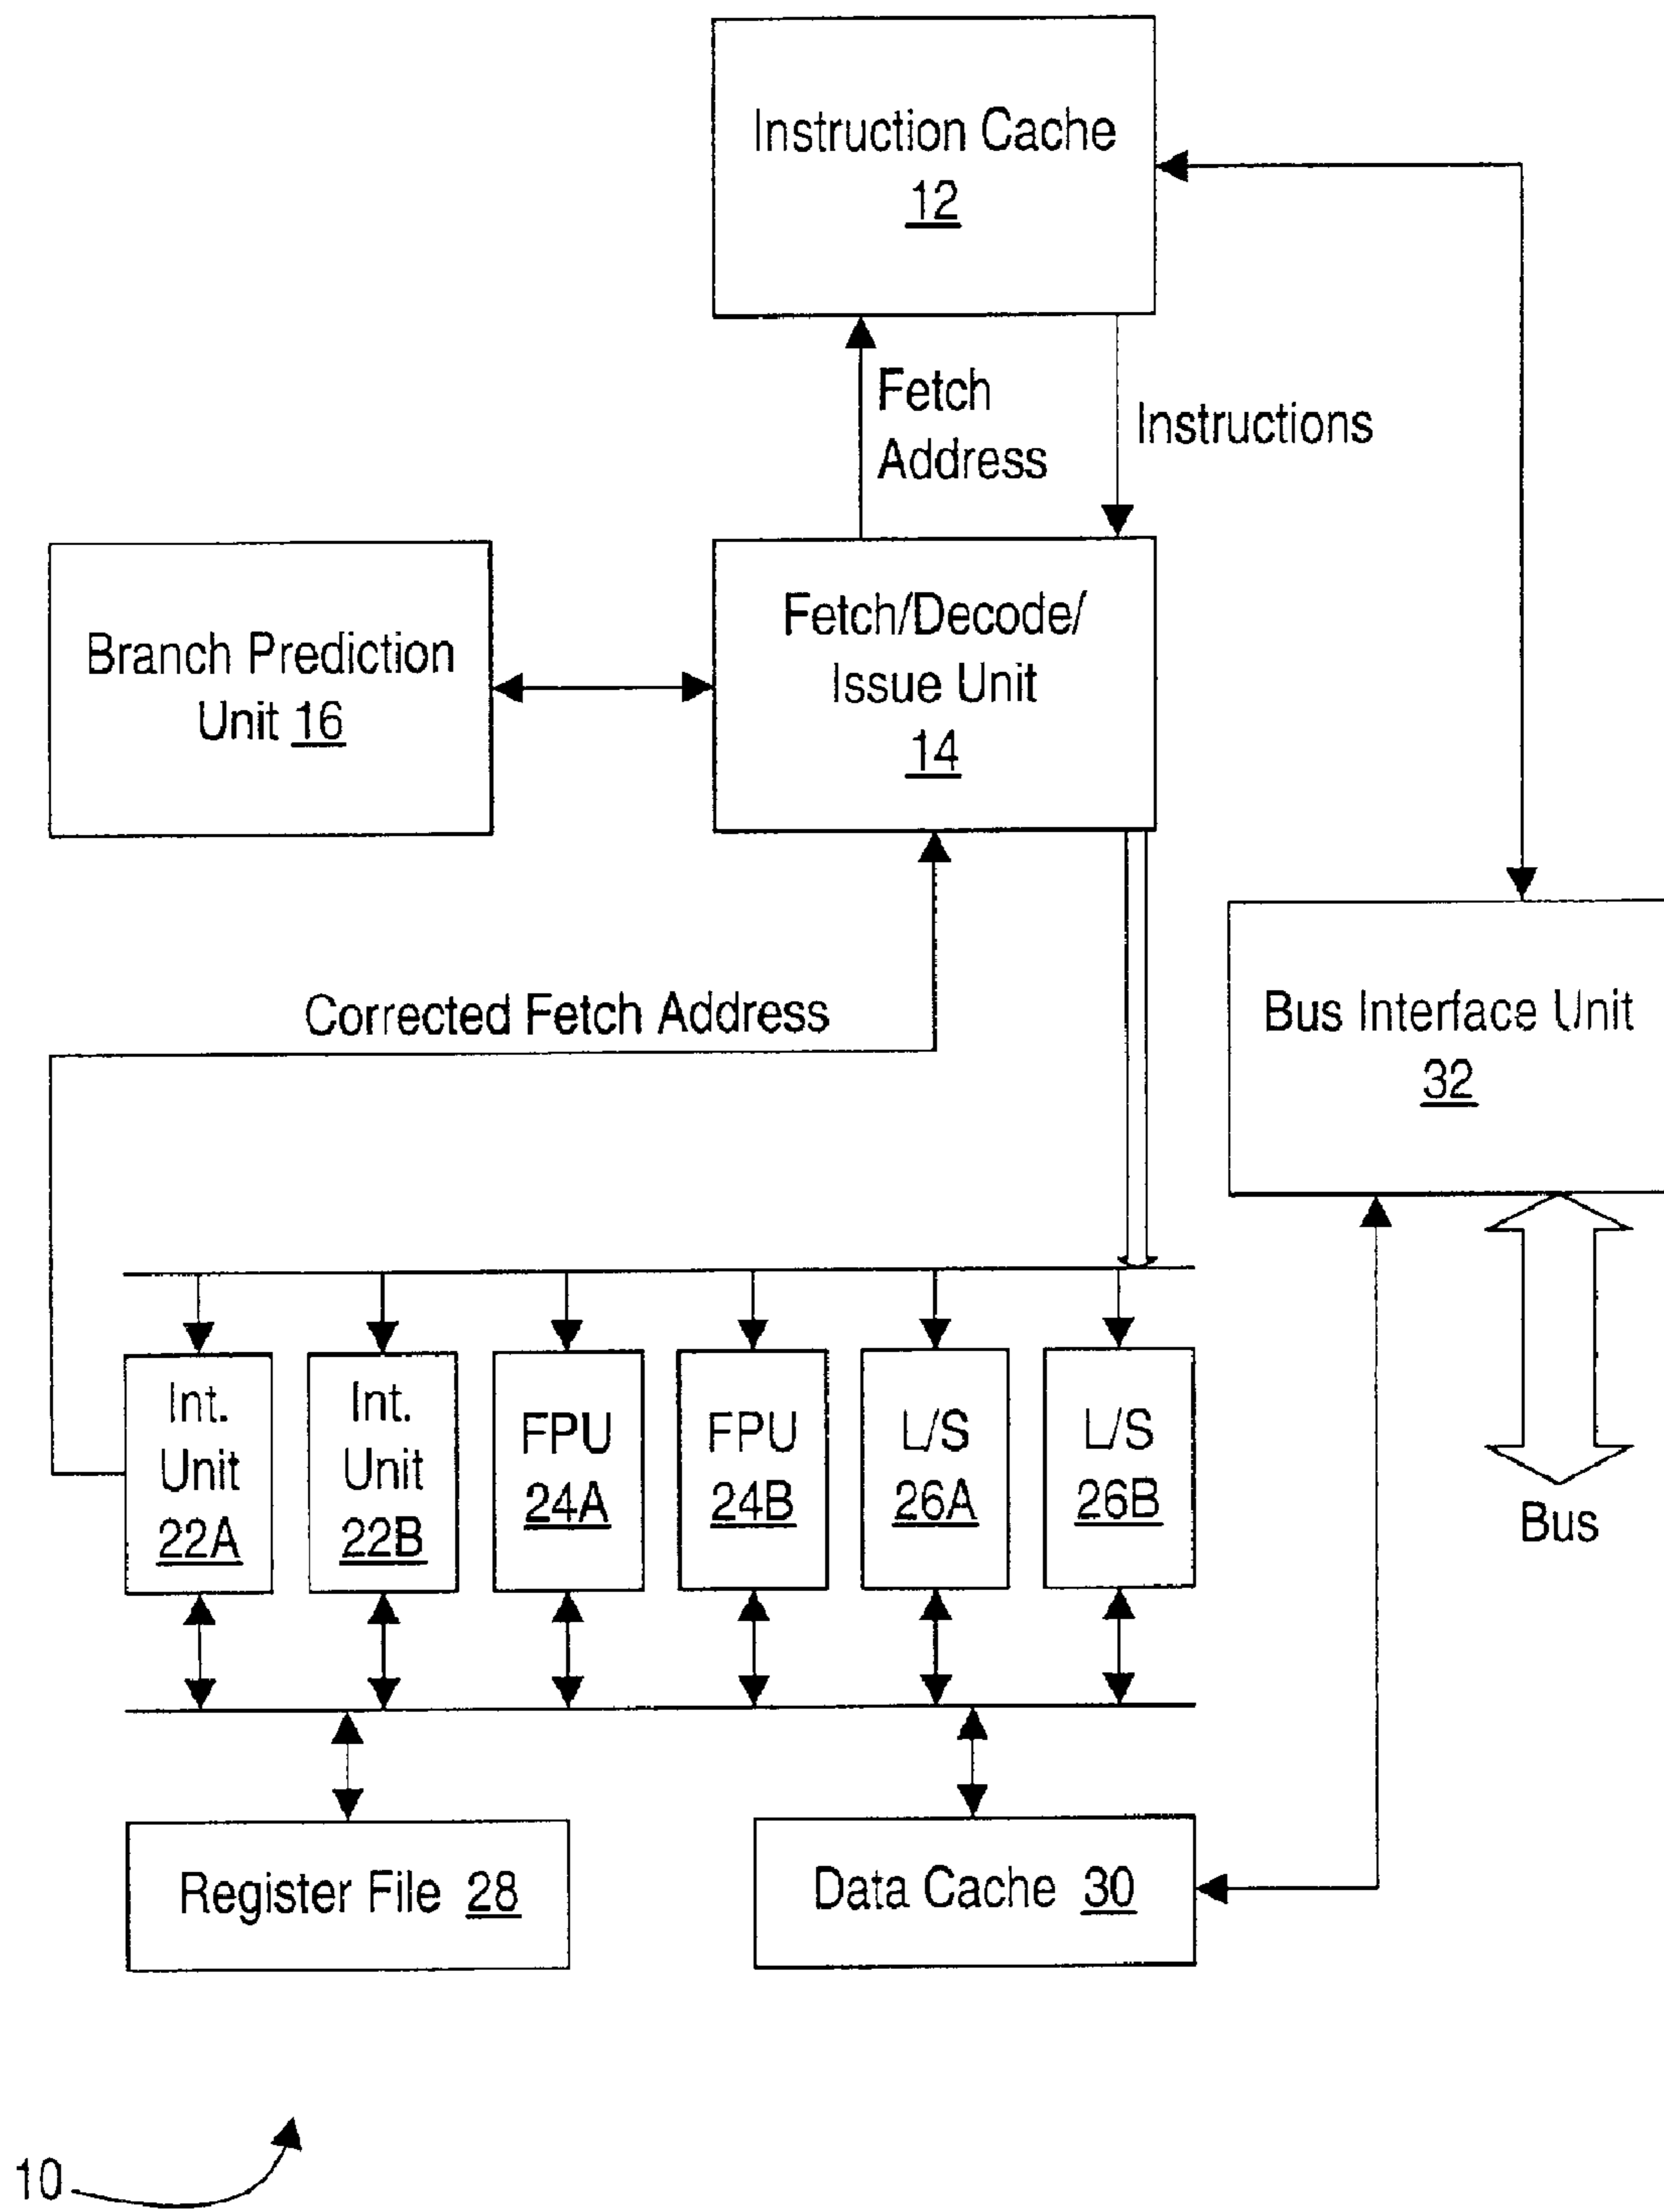 Instruction Cache
12
Fetch
Address
Instructions
Branch Prediction
Unit 16
Fetch/Decode/
Issue Unit
14
Corrected Fetch Address
Bus Interface Unit
32
Int.
Unit
22A
Int.
Unit
22B
FPU
24A
FPU
24B
L/S
26A
L/S
26B
Bus
Register File 28
Data Cache 30
10